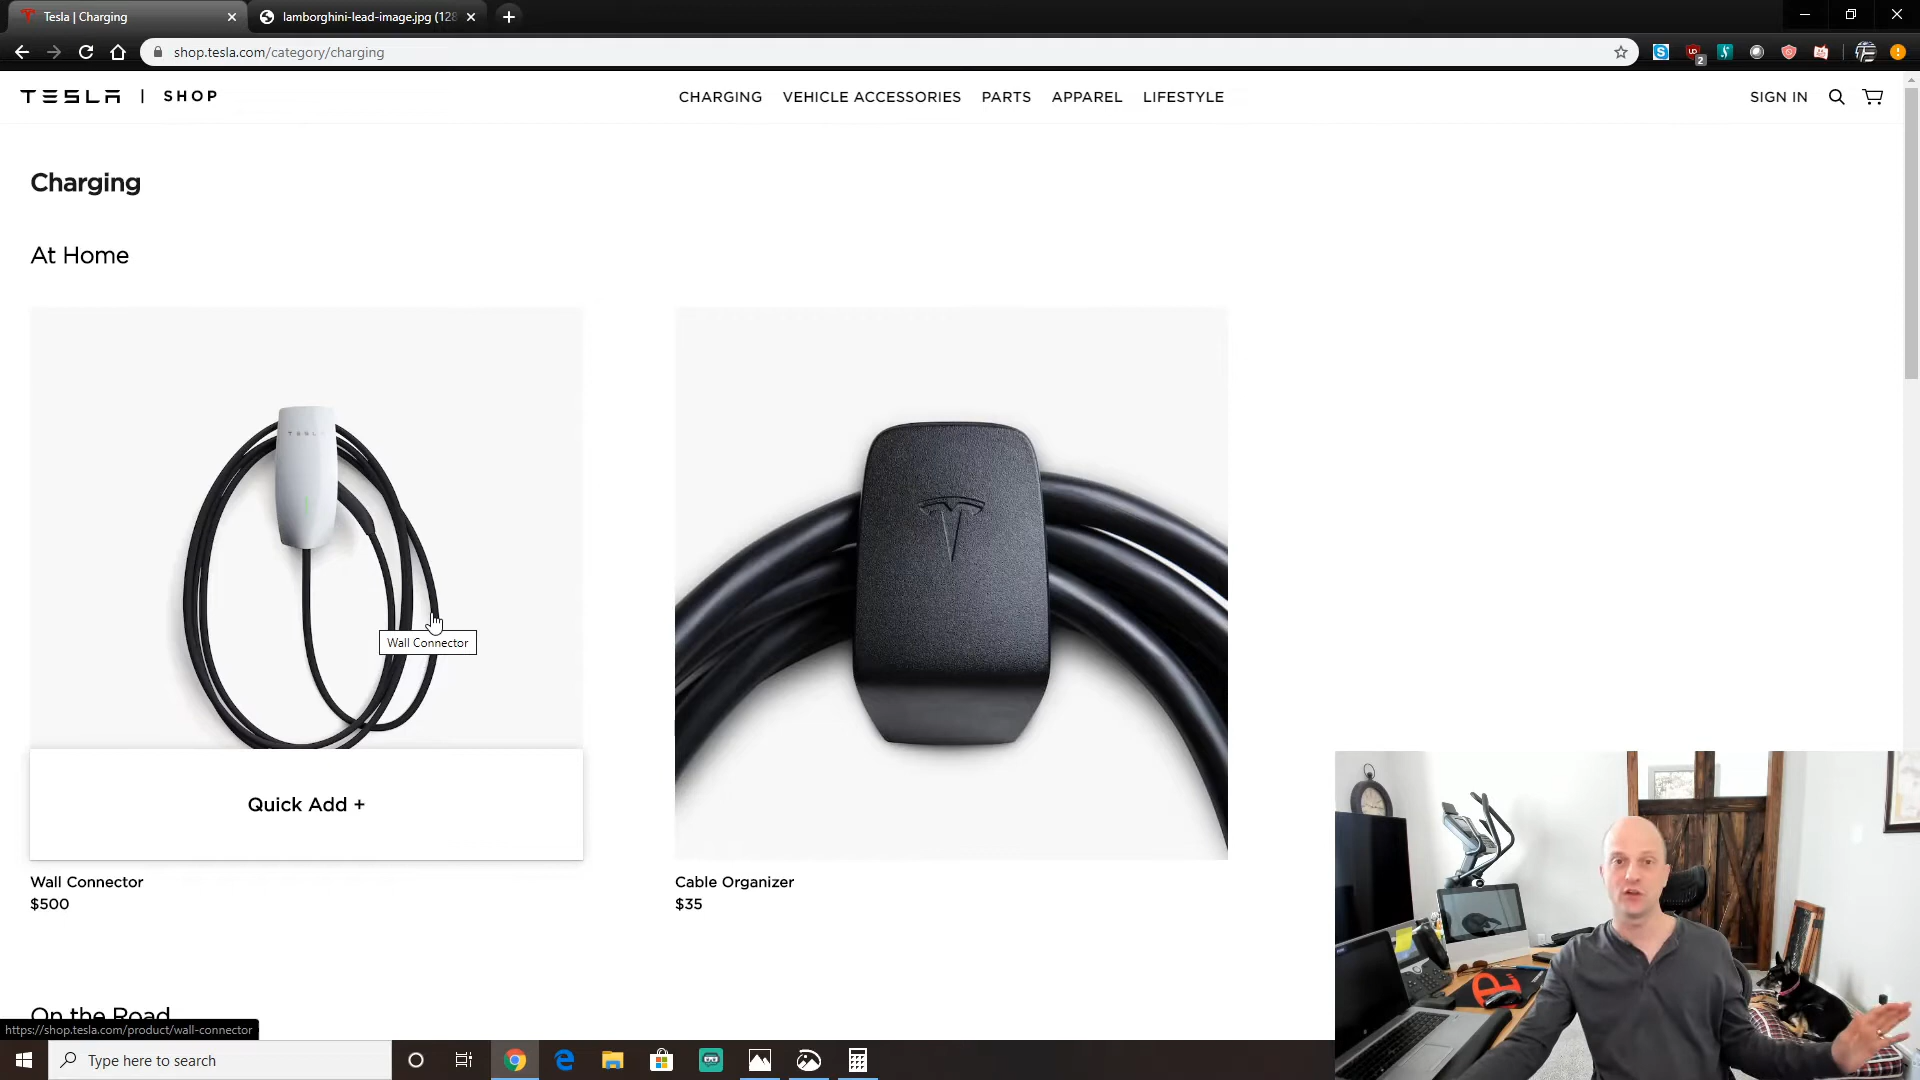 Tesla | Charging
lamborghini-lead-image.jpg (128
shop.tesla.com/category/charging
2
TESLA | SHOP
CHARGING VEHICLE ACCESSORIES PARTS APPAREL LIFESTYLE
SIGN IN
Charging
At Home
TESLA
Wall Connector
Quick Add +
Wall Connector
$500
Cable Organizer
$35
On the Road
https://shop.tesla.com/product/wall-connector
Type here to search